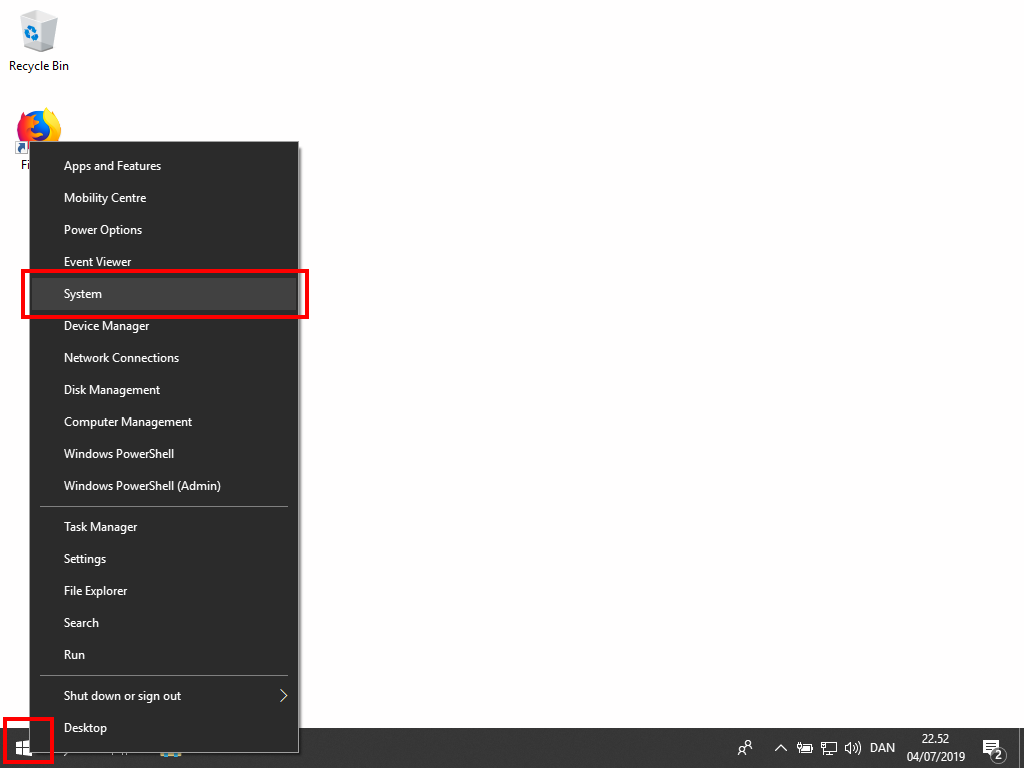 Recycle Bin
Fi
Apps and Features
Mobility Centre
Power Options
Event Viewer
System
Device Manager
Network Connections
Disk Management
Computer Management
Windows PowerShell
Windows PowerShell (Admin)
Task Manager
Settings
File Explorer
Search
Run
Shut down or sign out
Desktop
DAN
22.52
04/07/2019
2